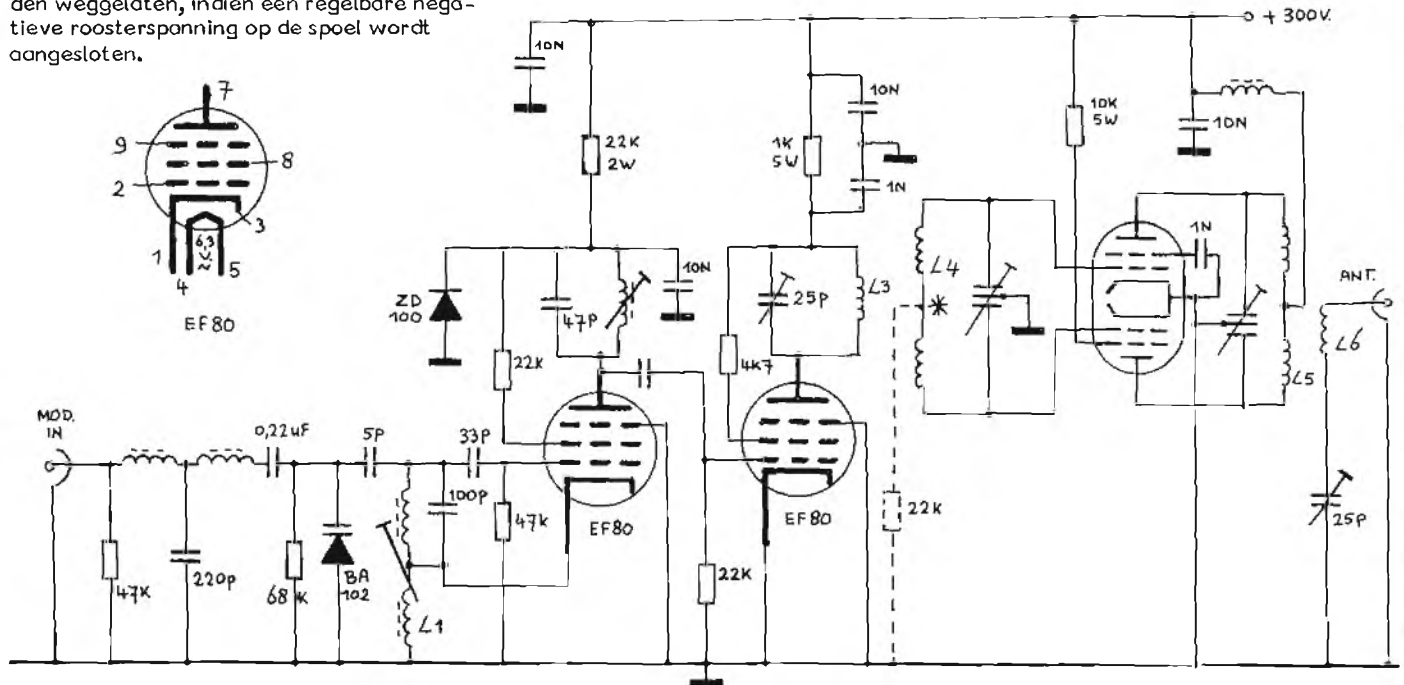 den weggelaten, indien een regelbare nega-
tieve roosterspanning op de spoel wordt
aangesloten.
+ 300V.
10N
7
9
8
2
3
1
6,3
V
~
4
5
EF80
22K
2W
10N
1K
5W
1N
10K
5W
10N
ZD
100
47P
10N
22K
25P
L3
4K7
L4
*
1N
L5
ANT.
L6
25P
MOD.
IN
0,22uF
5P
33P
100P
47K
EF80
EF80
22K
47K
220P
68K
BA
102
L1
22K